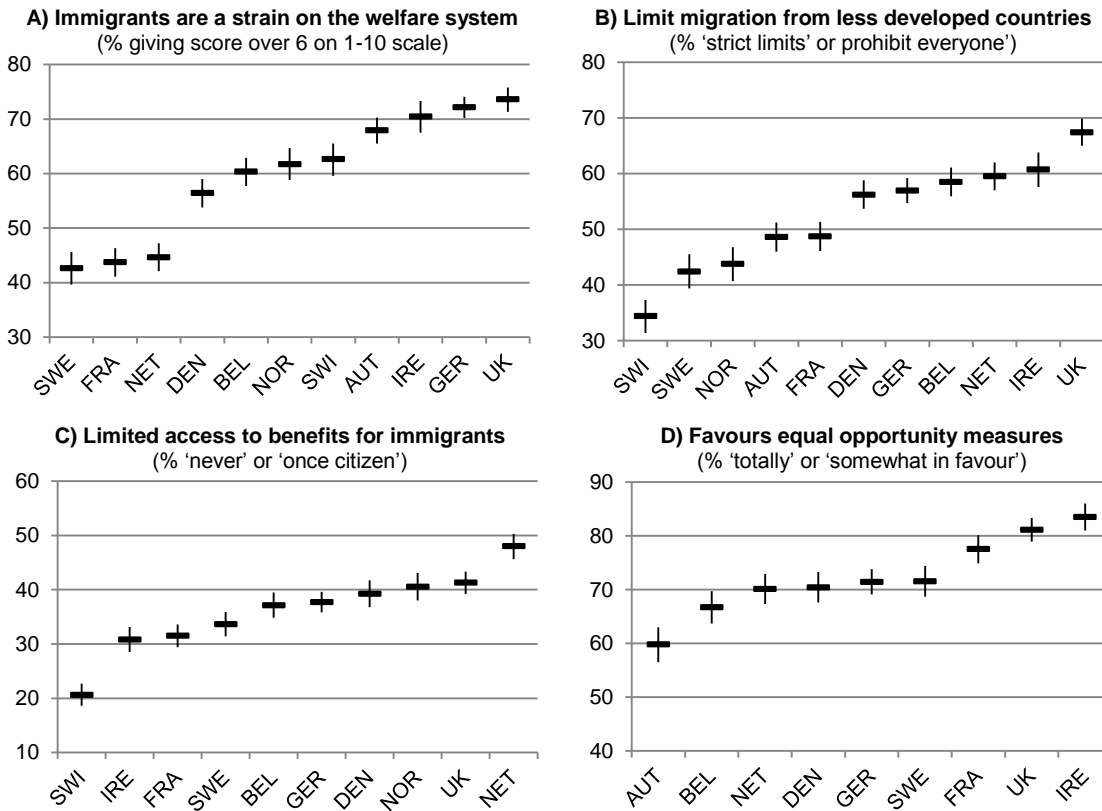 A) Immigrants are a strain on the welfare system
(% giving score over 6 on 1-10 scale)
80
70
60
50
40
30
SWE FRA NET DEN BEL NOR SWI AUT IRE GER UK
B) Limit migration from less developed countries
(% ‘strict limits’ or prohibit everyone’)
80
70
60
50
40
30
SWI SWE NOR AUT FRA DEN GER BEL NET IRE UK
C) Limited access to benefits for immigrants
(% ‘never’ or ‘once citizen’)
60
50
40
30
20
10
SWI IRE FRA SWE BEL GER DEN NOR UK NET
D) Favours equal opportunity measures
(% ‘totally’ or ‘somewhat in favour’)
90
80
70
60
50
40
AUT BEL NET DEN GER SWE FRA UK IRE